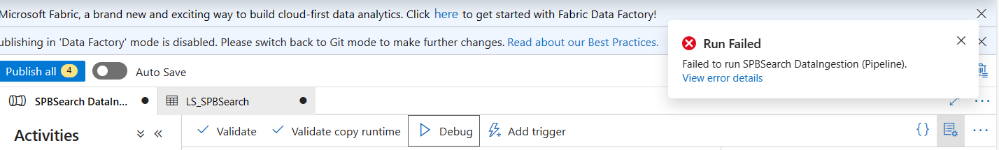 Microsoft Fabric, a brand new and exciting way to build cloud-first data analytics. Click here to get started with Fabric Data Factory!
ublishing in 'Data Factory' mode is disabled. Please switch back to Git mode to make further changes. Read about our Best Practices.
Run Failed
Failed to run SPBSearch DataIngestion (Pipeline).
View error details
Publish all 4
Auto Save
SPBSearch DataIn...
LS_SPBSearch
Activities
Validate
Validate copy runtime
Debug
Add trigger